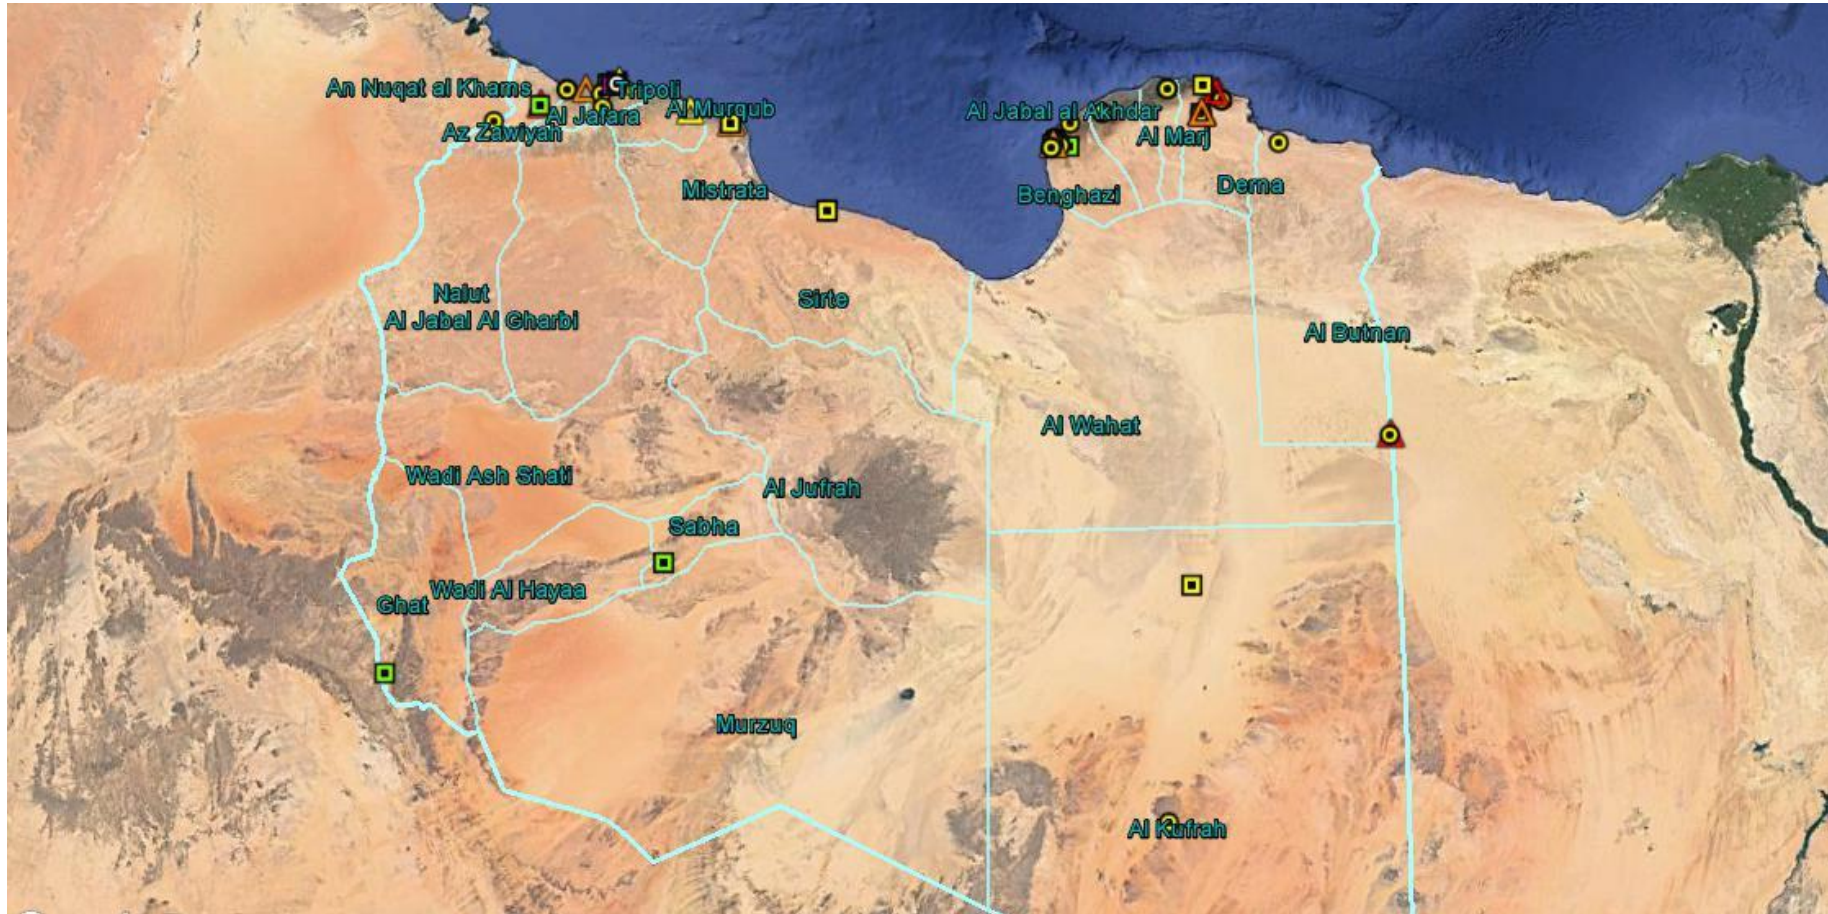 An Nuqat al Khams
Tripoli
Al Jafara
Al Murqub
Az Zawiyah
Al Jabal al Akhdar
Al Marj
Mistrata
Benghazi
Derna
Nalut
Al Jabal Al Gharbi
Sirte
Al Butnan
Al Wahat
Wadi Ash Shati
Al Jufrah
Sabha
Wadi Al Hayaa
Ghat
Murzuq
Al Kufrah